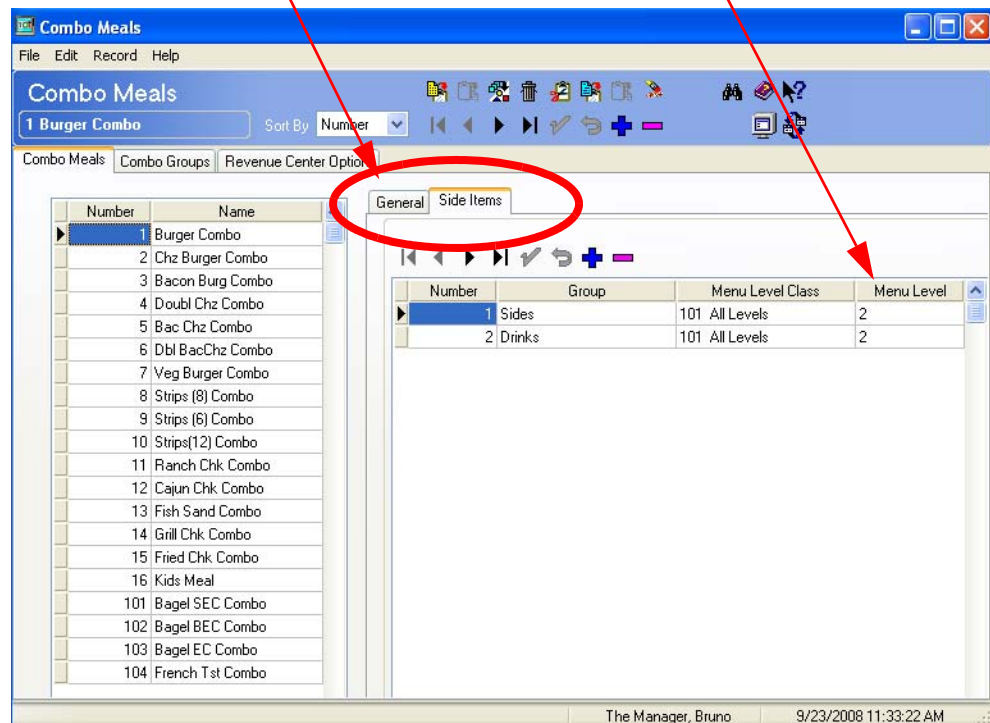 Combo Meals
File Edit Record Help
Combo Meals
1 Burger Combo Sort By Number
Combo Meals Combo Groups Revenue Center Option
General Side Items
Number Name
1 Burger Combo
2 Chz Burger Combo
3 Bacon Burg Combo
4 Doubl Chz Combo
5 Bac Chz Combo
6 Dbl BacChz Combo
7 Veg Burger Combo
8 Strips (8) Combo
9 Strips (6) Combo
10 Strips(12) Combo
11 Ranch Chk Combo
12 Cajun Chk Combo
13 Fish Sand Combo
14 Grill Chk Combo
15 Fried Chk Combo
16 Kids Meal
101 Bagel SEC Combo
102 Bagel BEC Combo
103 Bagel EC Combo
104 French Tst Combo
Number Group Menu Level Class Menu Level
1 Sides 101 All Levels 2
2 Drinks 101 All Levels 2
The Manager, Bruno 9/23/2008 11:33:22 AM